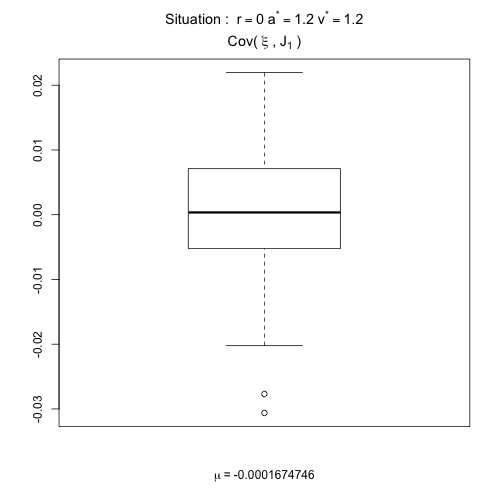 Situation :  r = 0 a* = 1.2 v* = 1.2
Cov( ξ , J₁ )
0.02
0.01
0.00
-0.01
-0.02
-0.03
μ = -0.0001674746